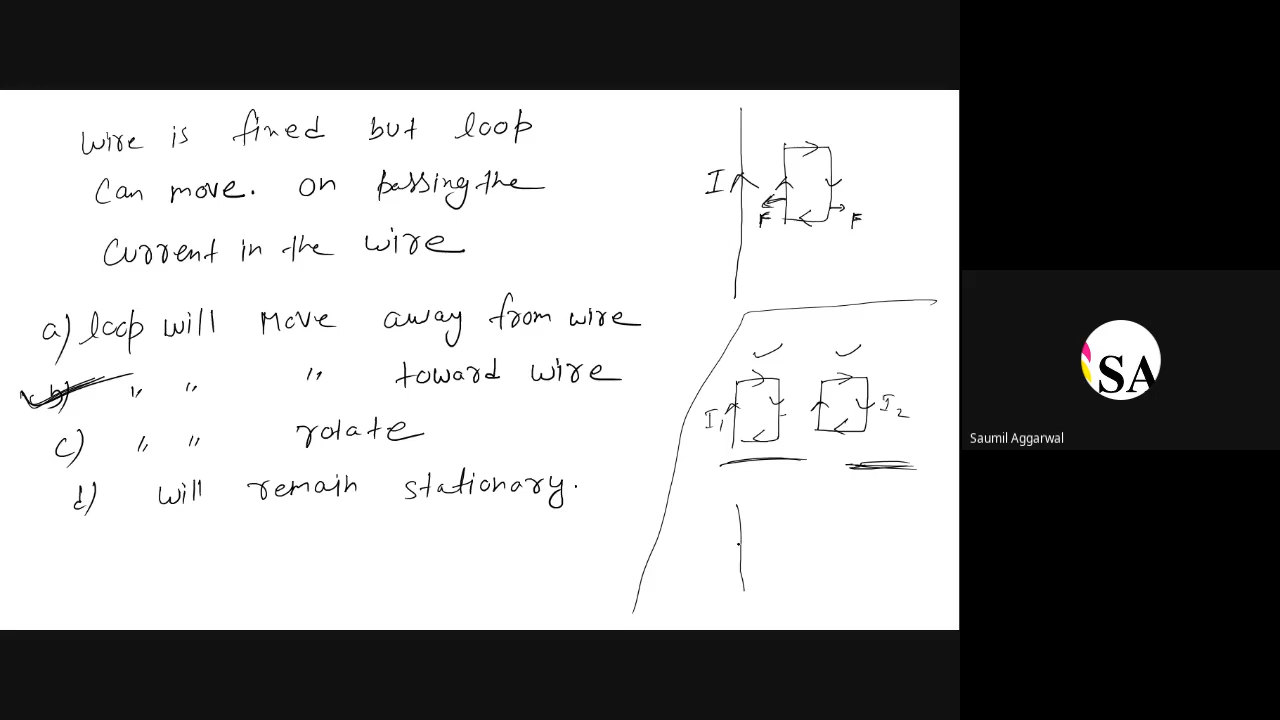 wire is fixed but loop
can move. on passing the
current in the wire
a) loop will move away from wire
b) " " " toward wire
c) " " rotate
d) will remain stationary.
I
F F
I1 I2
SA
Saumil Aggarwal